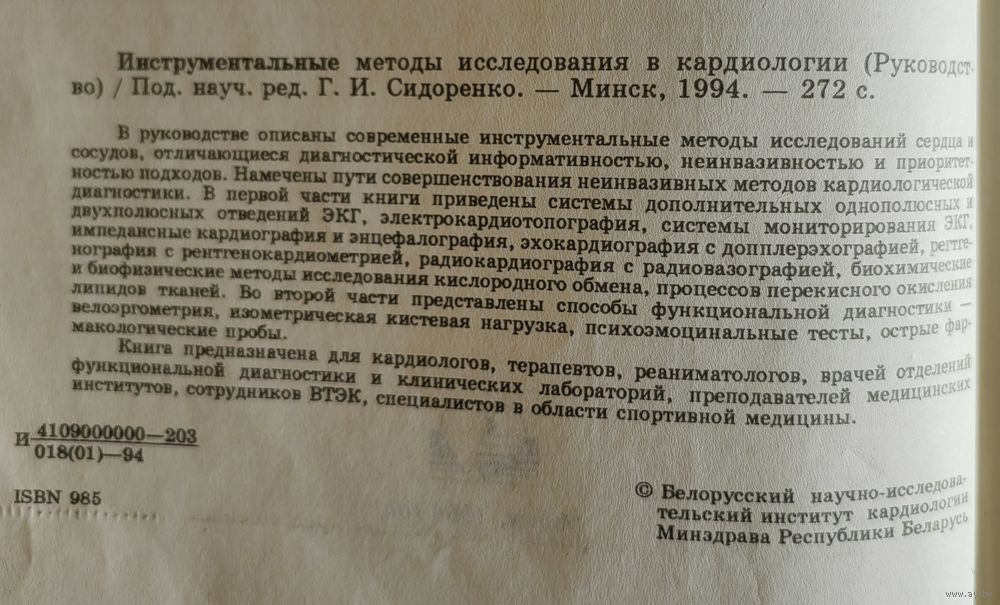 Инструментальные методы исследования в кардиологии (Руководст-
во) / Под. науч. ред. Г. И. Сидоренко. — Минск, 1994. — 272 с.
В руководстве описаны современные инструментальные методы исследований сердца и
сосудов, отличающиеся диагностической информативностью, неинвазивностью и приоритет-
ностью подходов. Намечены пути совершенствования неинвазивных методов кардиологической
диагностики. В первой части книги приведены системы дополнительных однополюсных и
двухполюсных отведений ЭКГ, электрокардиотопография, системы мониторирования ЭКГ,
импедансные кардиография и энцефалография, эхокардиография с допплерэхографией, рентге-
нография с рентгенокардиометрией, радиокардиография с радиовазографией, биохимические
и биофизические методы исследования кислородного обмена, процессов перекисного окисления
липидов тканей. Во второй части представлены способы функциональной диагностики —
велоэргометрия, изометрическая кистевая нагрузка, психоэмоцинальные тесты, острые фар-
макологические пробы.
Книга предназначена для кардиологов, терапевтов, реаниматологов, врачей отделений
функциональной диагностики и клинических лабораторий, преподавателей медицинских
институтов, сотрудников ВТЭК, специалистов в области спортивной медицины.
И 4109000000—203
018(01)—94
ISBN 985
© Белорусский научно-исследова-
тельский институт кардиологии
Минздрава Республики Беларусь